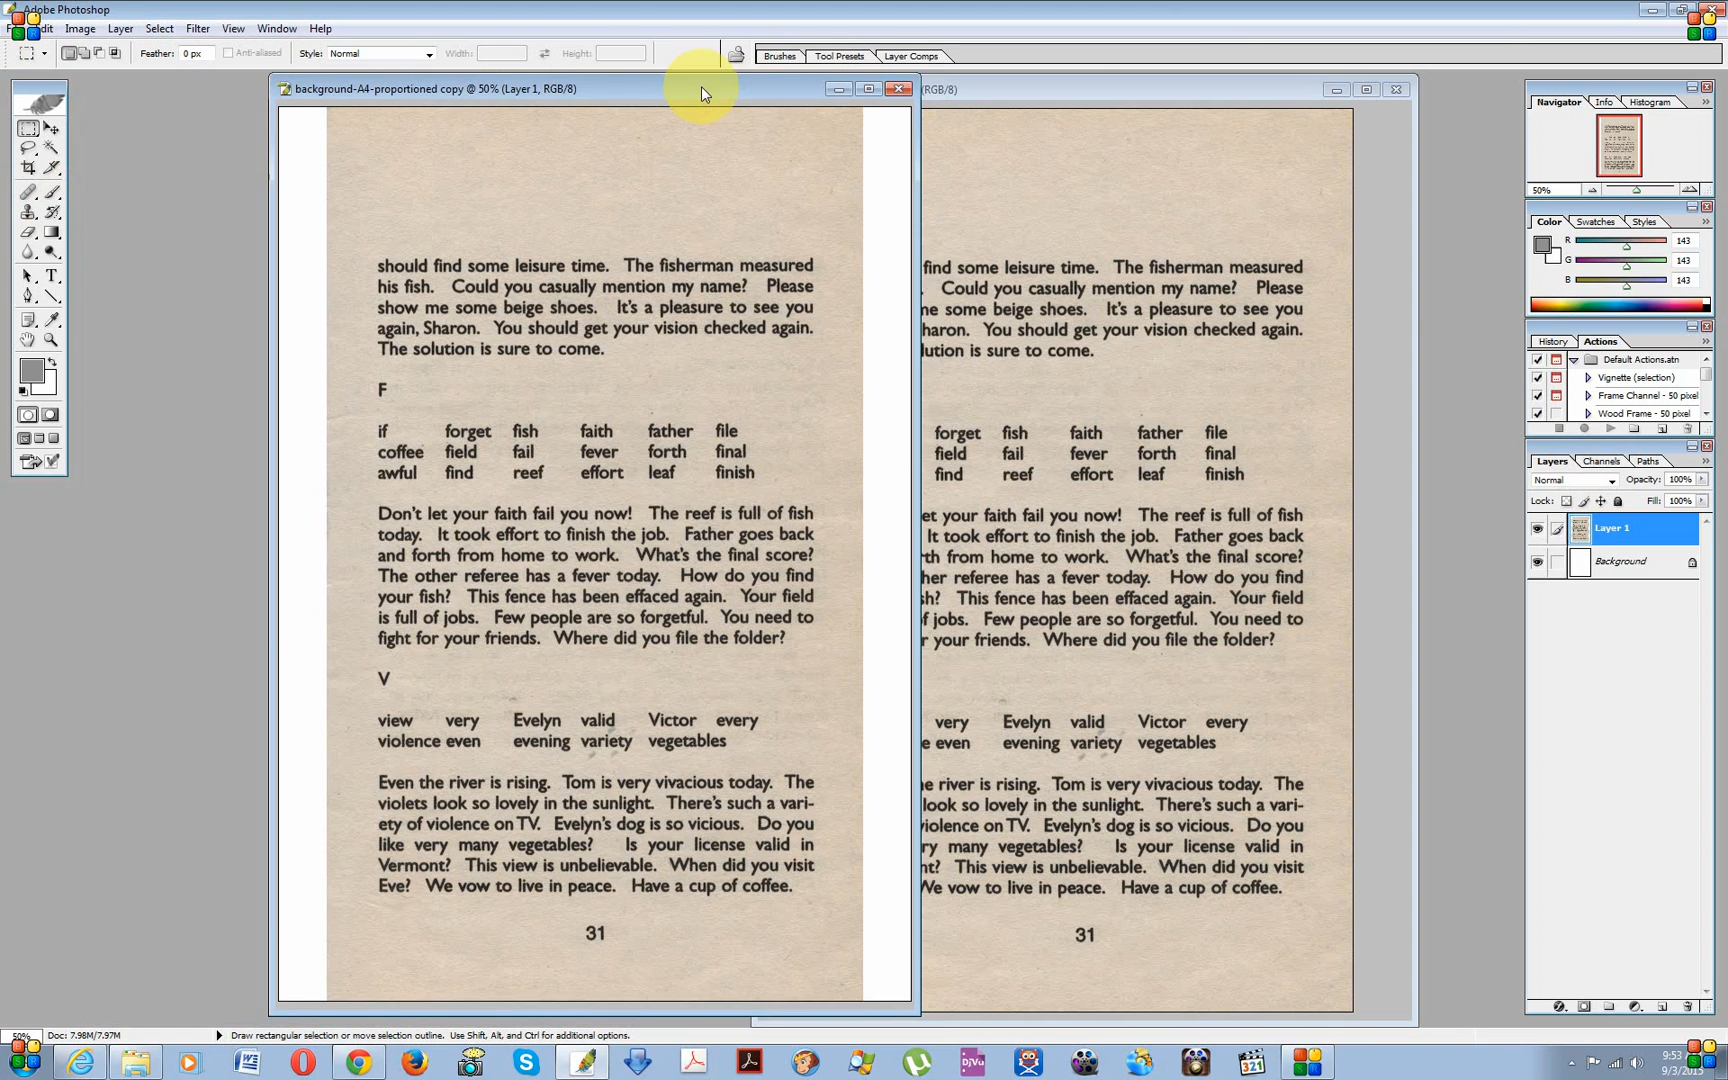 Adobe Photoshop
Image Layer Select Filter View Window Help
Feather: 0 px Anti-aliased Style: Normal Width: Height: Brushes Tool Presets Layer Comps
background-A4-proportioned copy @ 50% (Layer 1, RGB/8)
RGB/8)
should find some leisure time. The fisherman measured
his fish. Could you casually mention my name? Please
show me some beige shoes. It's a pleasure to see you
again, Sharon. You should get your vision checked again.
The solution is sure to come.
F
if forget fish faith father file
coffee field fail fever forth final
awful find reef effort leaf finish
Don't let your faith fail you now! The reef is full of fish
today. It took effort to finish the job. Father goes back
and forth from home to work. What's the final score?
The other referee has a fever today. How do you find
your fish? This fence has been effaced again. Your field
is full of jobs. Few people are so forgetful. You need to
fight for your friends. Where did you file the folder?
V
view very Evelyn valid Victor every
violence even evening variety vegetables
Even the river is rising. Tom is very vivacious today. The
violets look so lovely in the sunlight. There's such a vari-
ety of violence on TV. Evelyn's dog is so vicious. Do you
like very many vegetables? Is your license valid in
Vermont? This view is unbelievable. When did you visit
Eve? We vow to live in peace. Have a cup of coffee.
31
find some leisure time. The fisherman measured
Could you casually mention my name? Please
me some beige shoes. It's a pleasure to see you
You should get your vision checked again.
is sure to come.
forget fish faith father file
field fail fever forth final
find reef effort leaf finish
your faith fail you now! The reef is full of fish
It took effort to finish the job. Father goes back
from home to work. What's the final score?
referee has a fever today. How do you find
This fence has been effaced again. Your field
of jobs. Few people are so forgetful. You need to
your friends. Where did you file the folder?
very Evelyn valid Victor every
even evening variety vegetables
river is rising. Tom is very vivacious today. The
look so lovely in the sunlight. There's such a vari-
violence on TV. Evelyn's dog is so vicious. Do you
many vegetables? Is your license valid in
This view is unbelievable. When did you visit
We vow to live in peace. Have a cup of coffee.
31
Navigator Info Histogram
50%
Color Swatches Styles
R 143
G 143
B 143
History Actions
Default Actions.atn
Vignette (selection)
Frame Channel - 50 pixel
Wood Frame - 50 pixel
Layers Channels Paths
Normal Opacity: 100%
Lock: Fill: 100%
Layer 1
Background
50% Doc: 7.98M/7.97M Draw rectangular selection or move selection outline. Use Shift, Alt, and Ctrl for additional options.
9:53